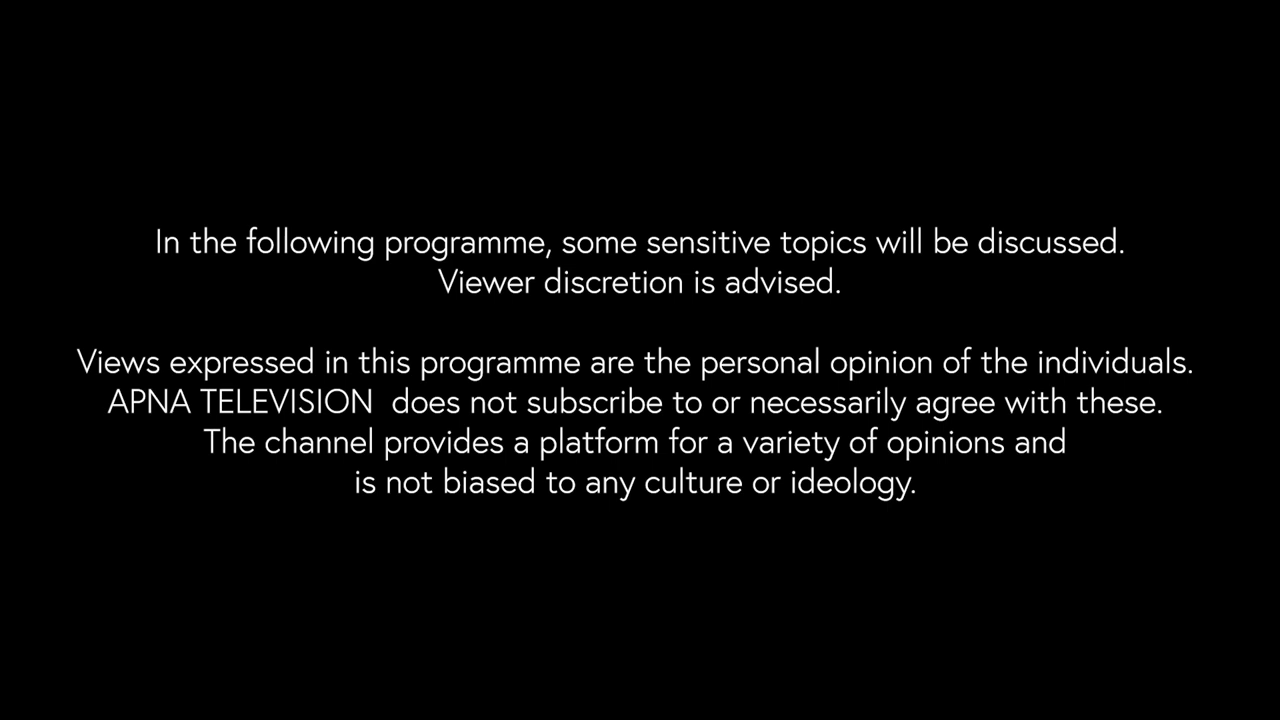 In the following programme, some sensitive topics will be discussed.
Viewer discretion is advised.
Views expressed in this programme are the personal opinion of the individuals.
APNA TELEVISION  does not subscribe to or necessarily agree with these.
The channel provides a platform for a variety of opinions and
is not biased to any culture or ideology.